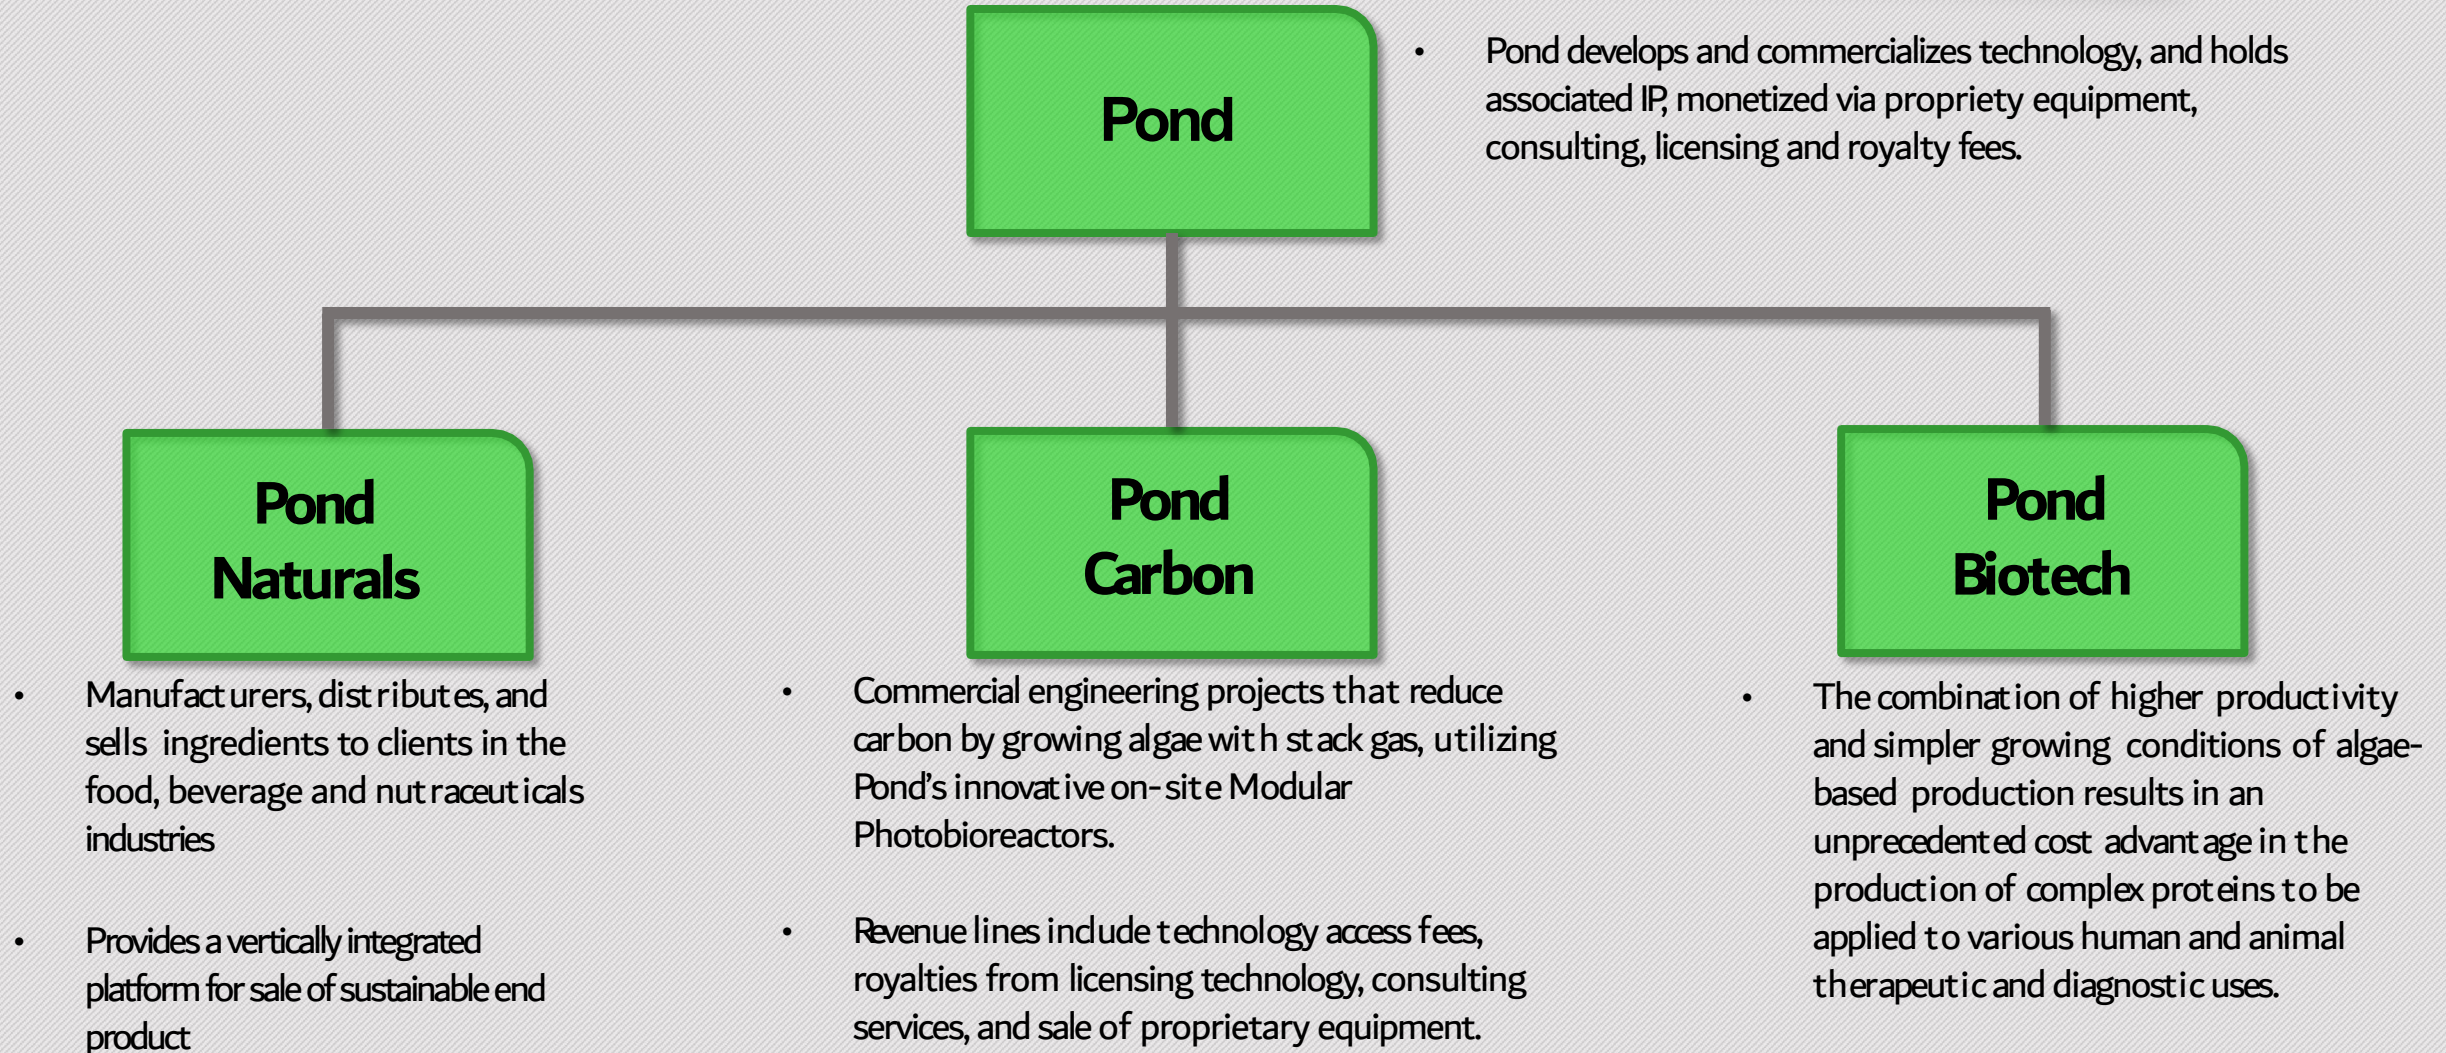 Pond
• Pond develops and commercializes technology, and holds
associated IP, monetized via propriety equipment,
consulting, licensing and royalty fees.
Pond
Naturals
• Manufacturers, distributes, and
sells ingredients to clients in the
food, beverage and nutraceuticals
industries
• Provides a vertically integrated
platform for sale of sustainable end
product
Pond
Carbon
• Commercial engineering projects that reduce
carbon by growing algae with stack gas, utilizing
Pond's innovative on-site Modular
Photobioreactors.
• Revenue lines include technology access fees,
royalties from licensing technology, consulting
services, and sale of proprietary equipment.
Pond
Biotech
• The combination of higher productivity
and simpler growing conditions of algae-
based production results in an
unprecedented cost advantage in the
production of complex proteins to be
applied to various human and animal
therapeutic and diagnostic uses.